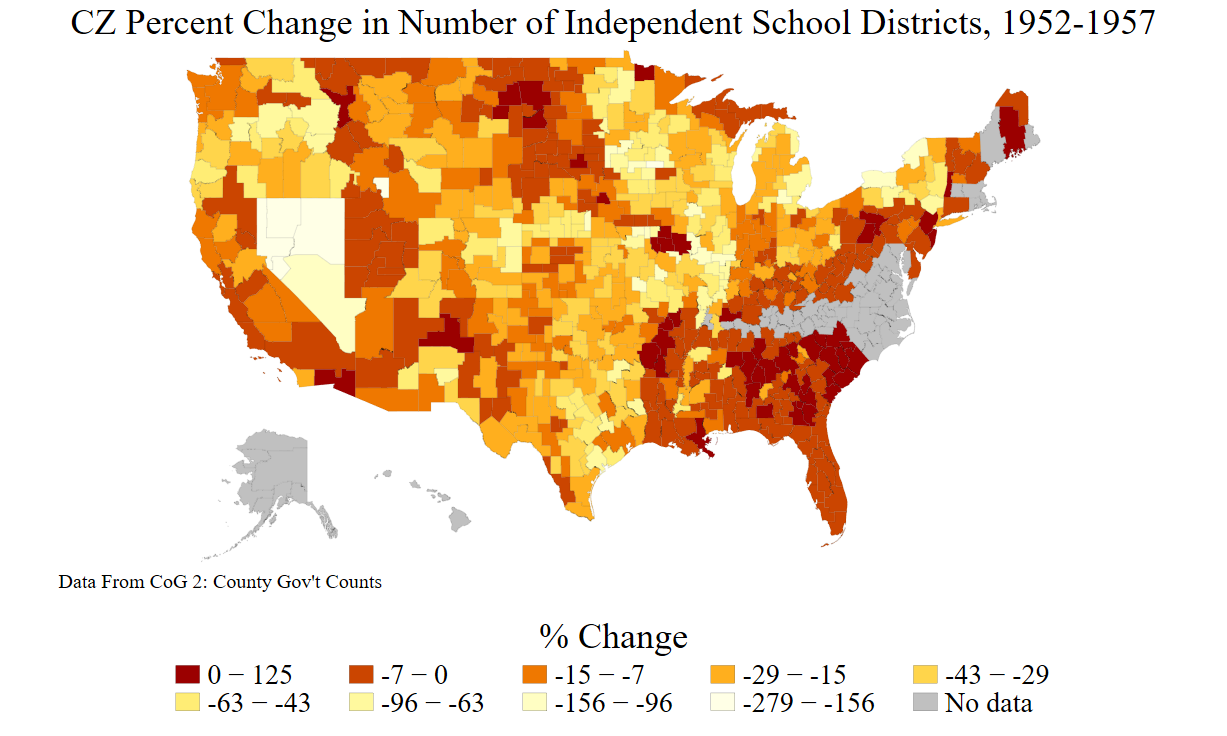 CZ Percent Change in Number of Independent School Districts, 1952-1957
Data From CoG 2: County Gov't Counts
% Change
0 − 125 -7 − 0 -15 − -7 -29 − -15 -43 − -29
-63 − -43 -96 − -63 -156 − -96 -279 − -156 No data